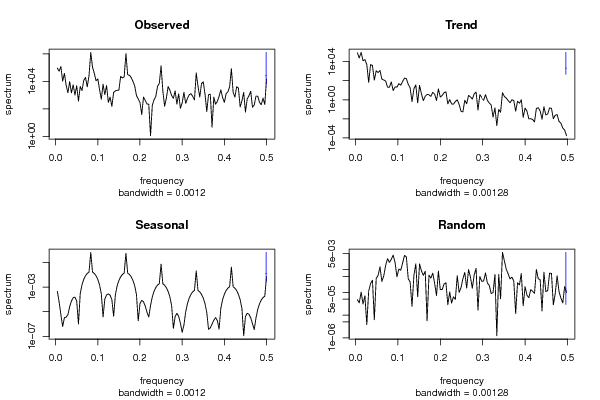 Observed
spectrum
1e+00 1e+04
0.0 0.1 0.2 0.3 0.4 0.5
frequency
bandwidth = 0.0012
Trend
spectrum
1e-04 1e+00 1e+04
0.0 0.1 0.2 0.3 0.4 0.5
frequency
bandwidth = 0.00128
Seasonal
spectrum
1e-07 1e-03
0.0 0.1 0.2 0.3 0.4 0.5
frequency
bandwidth = 0.0012
Random
spectrum
1e-06 5e-05 5e-03
0.0 0.1 0.2 0.3 0.4 0.5
frequency
bandwidth = 0.00128